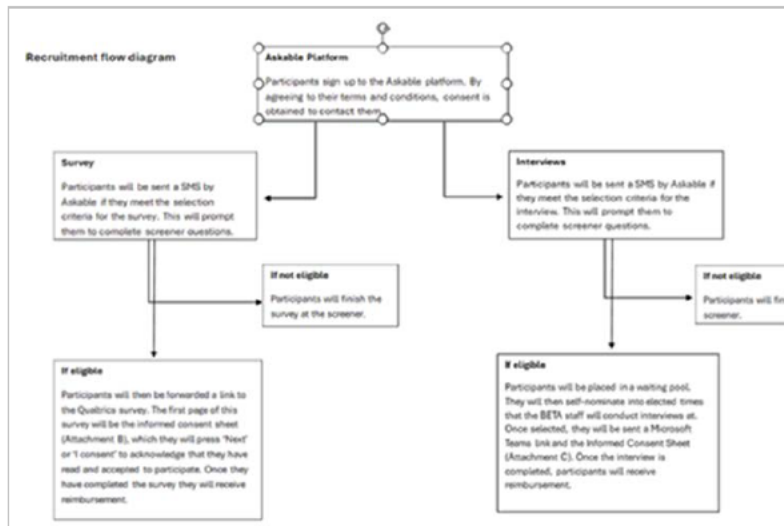 Recruitment flow diagram
Askable Platform
Participants sign up to the Askable platform. By
agreeing to their terms and conditions, consent is
obtained to contact them.
Survey
Participants will be sent a SMS by
Askable if they meet the selection
criteria for the survey. This will prompt
them to complete screener questions.
Interviews
Participants will be sent a SMS by Askable if
they meet the selection criteria for the
interview. This will prompt them to
complete screener questions.
If not eligible
Participants will finish the
survey at the screener.
If not eligible
Participants will
screener.
If eligible
Participants will then be forwarded a link
to the Qualtrics survey. The first page of this
survey will be the informed consent sheet
(Attachment B), which they will press 'Next'
or 'I consent' to acknowledge that they have
read and accepted to participate. Once they
have completed the survey they will receive
reimbursement.
If eligible
Participants will be placed in a waiting pool.
They will then self-nominate into elected times
that the BETA staff will conduct interviews at.
Once selected, they will be sent a Microsoft
Teams link and the Informed Consent Sheet
(Attachment C). Once the interview is
completed, participants will receive
reimbursement.